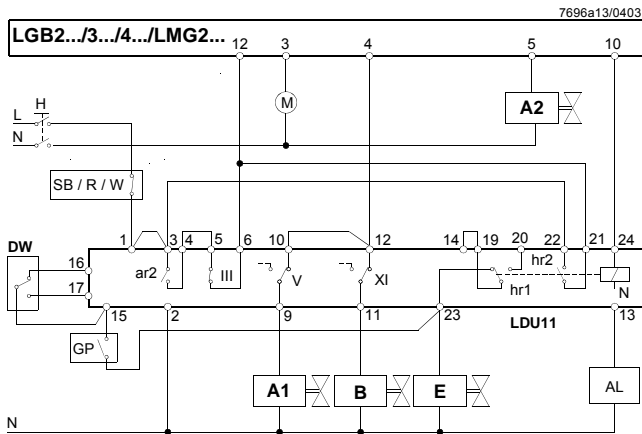 7696a13/0403
LGB2.../3.../4.../LMG2...
12 3 4 5 10
H
L
N
M
A2
SB / R / W
DW
1 3 4 5 6 10 12 14 19 20 22 21 24
16
17
ar2 III V XI hr1 hr2 N
15 2 9 11 23 LDU11 13
GP
A1 B E AL
N